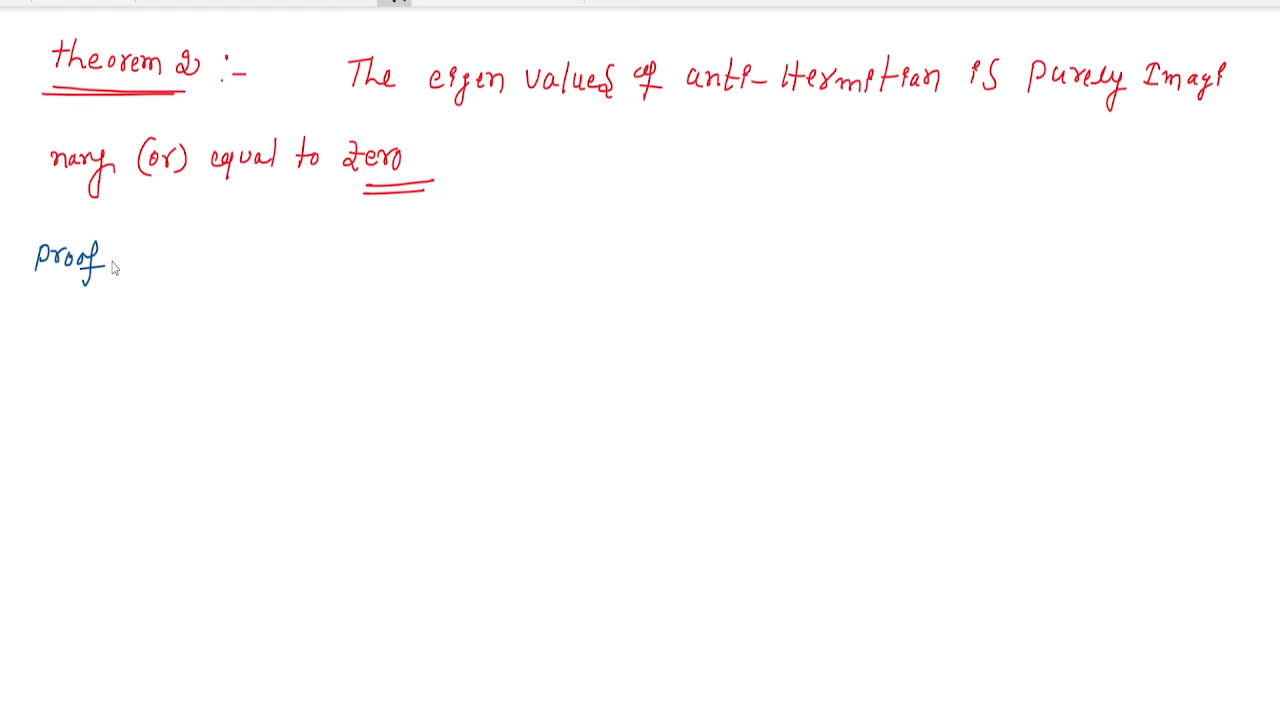 theorem 2 :- The eigen values of anti-Hermitian is purely Imagi
nary (or) equal to zero
proof